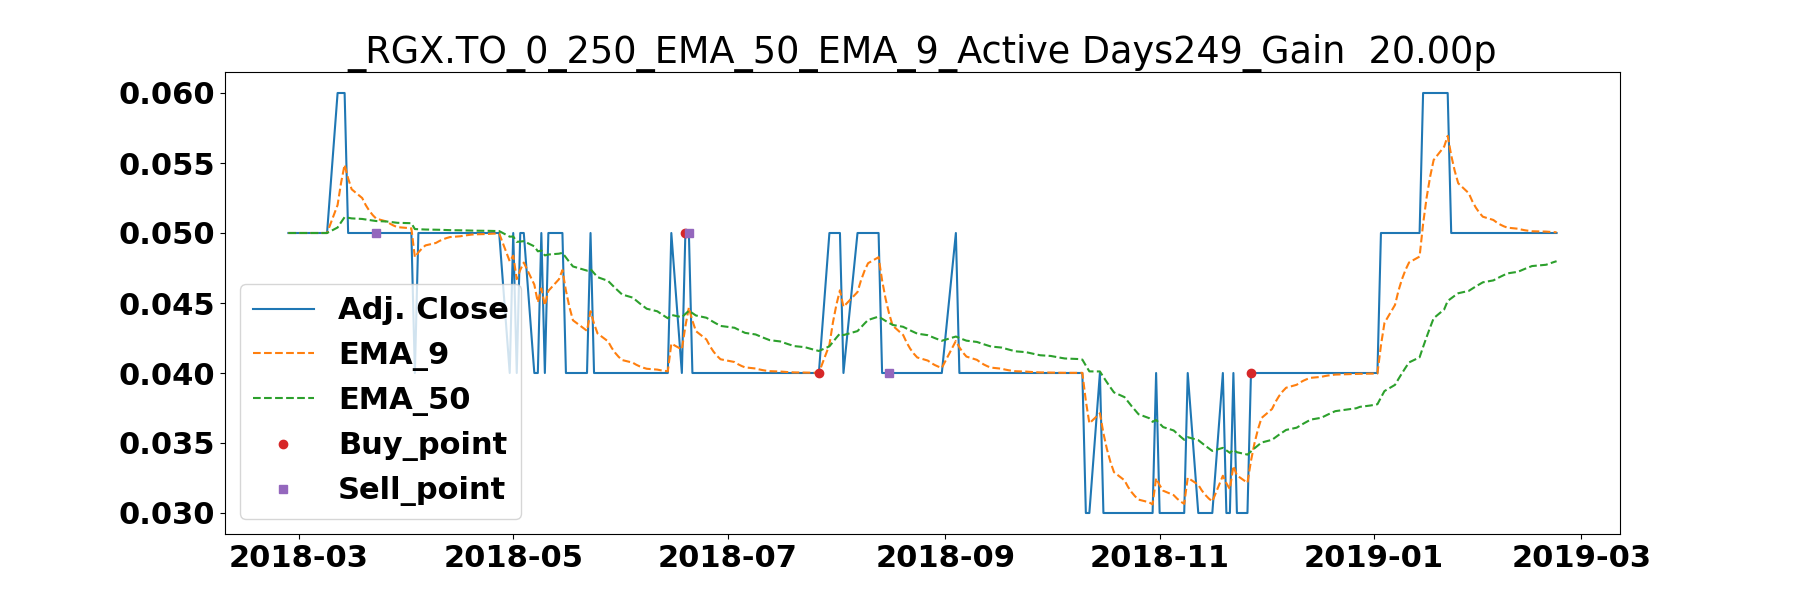 _RGX.TO_0_250_EMA_50_EMA_9_Active Days249_Gain  20.00p
0.060
0.055
0.050
0.045
0.040
0.035
0.030
Adj. Close
EMA_9
EMA_50
Buy_point
Sell_point
2018-03 2018-05 2018-07 2018-09 2018-11 2019-01 2019-03